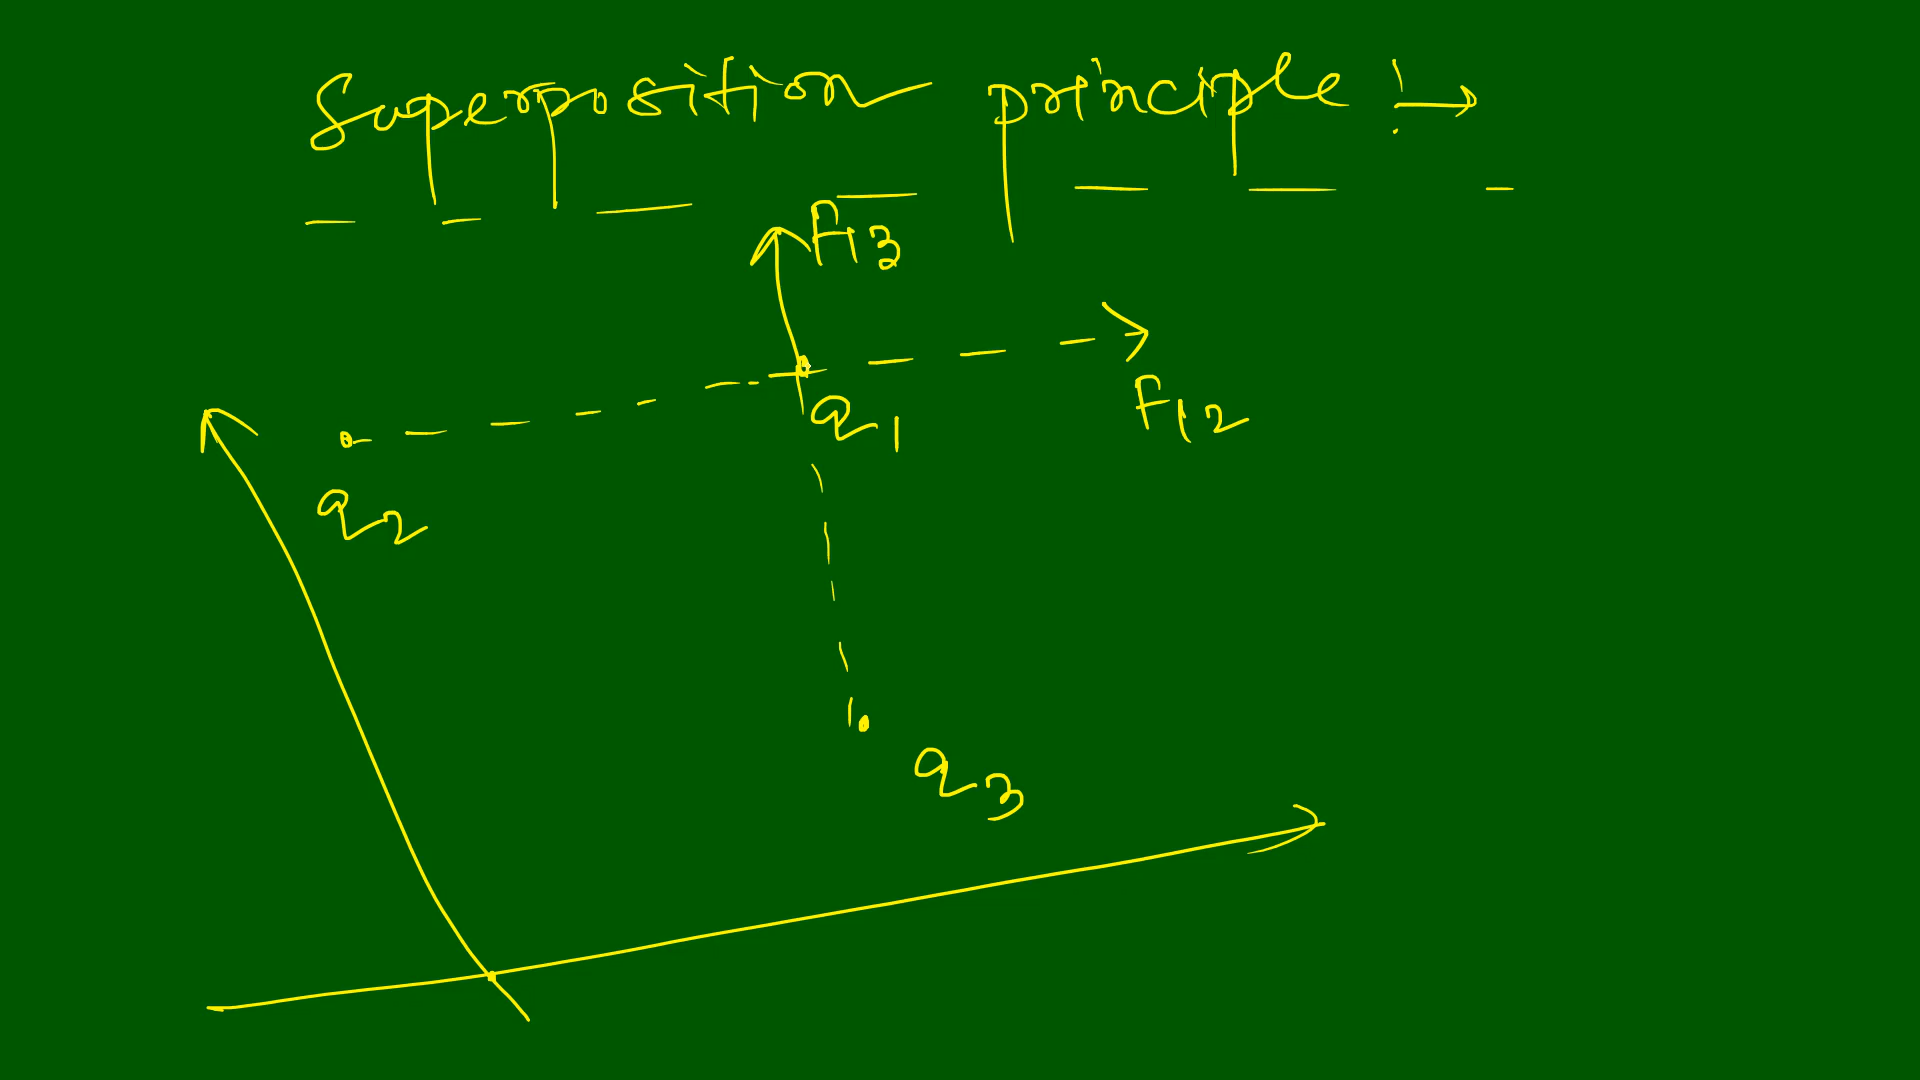 Superposition principle :→
F13
F12
q1
q2
q3